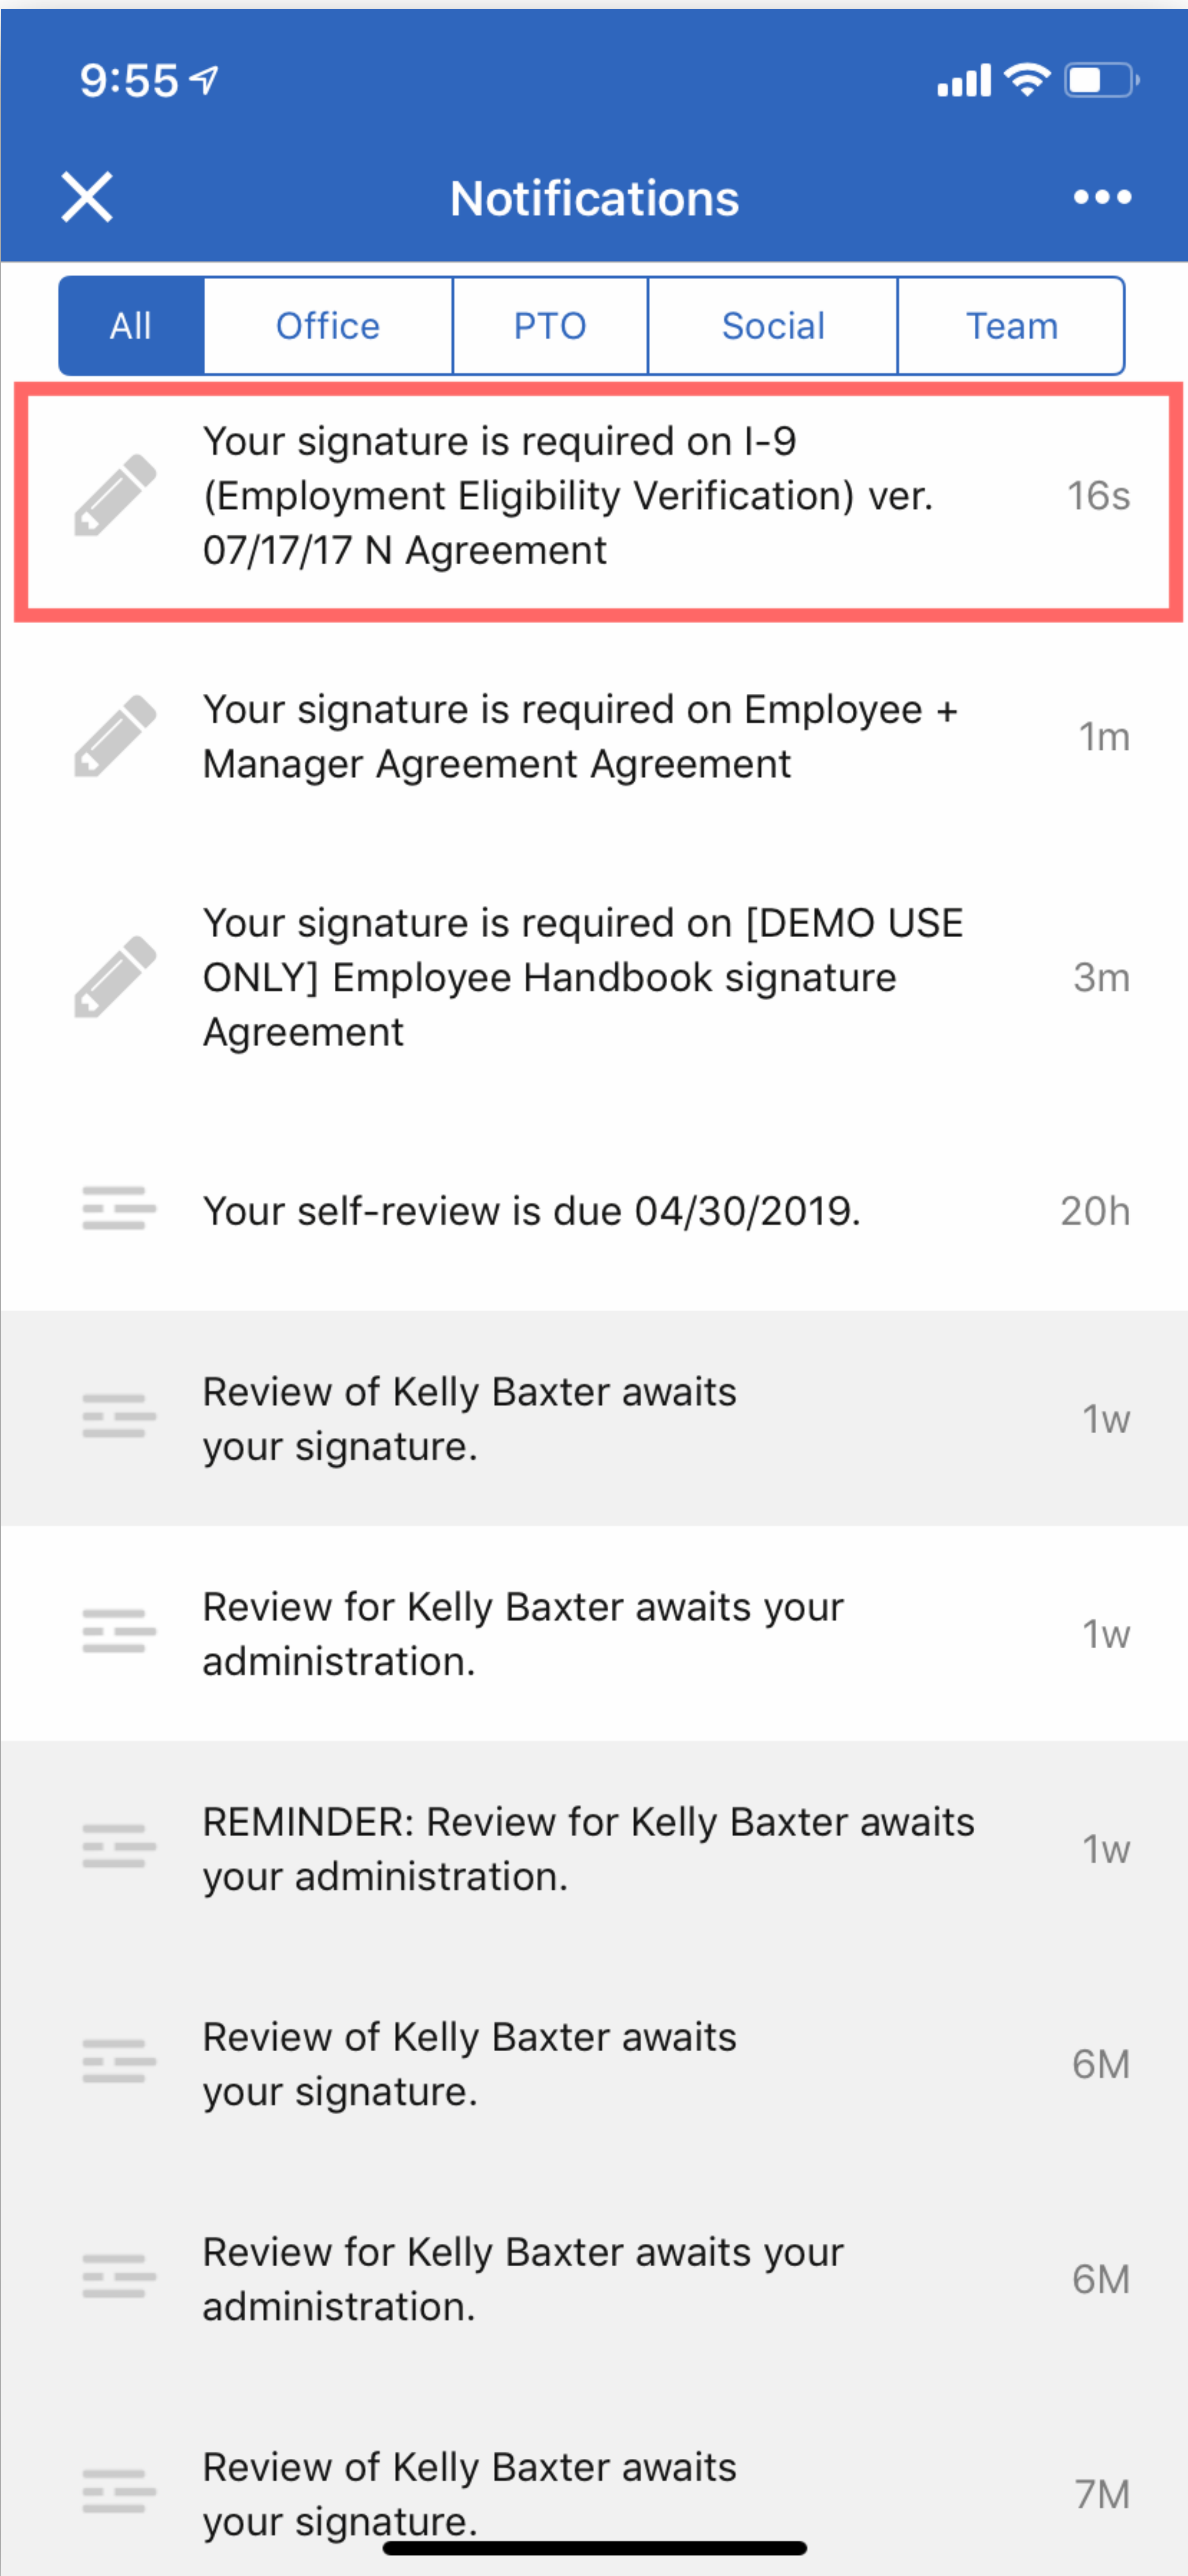 9:55
Notifications
All
Office
PTO
Social
Team
Your signature is required on I-9
(Employment Eligibility Verification) ver.
07/17/17 N Agreement
16s
Your signature is required on Employee +
Manager Agreement Agreement
1m
Your signature is required on [DEMO USE
ONLY] Employee Handbook signature
Agreement
3m
Your self-review is due 04/30/2019.
20h
Review of Kelly Baxter awaits
your signature.
1w
Review for Kelly Baxter awaits your
administration.
1w
REMINDER: Review for Kelly Baxter awaits
your administration.
1w
Review of Kelly Baxter awaits
your signature.
6M
Review for Kelly Baxter awaits your
administration.
6M
Review of Kelly Baxter awaits
your signature.
7M